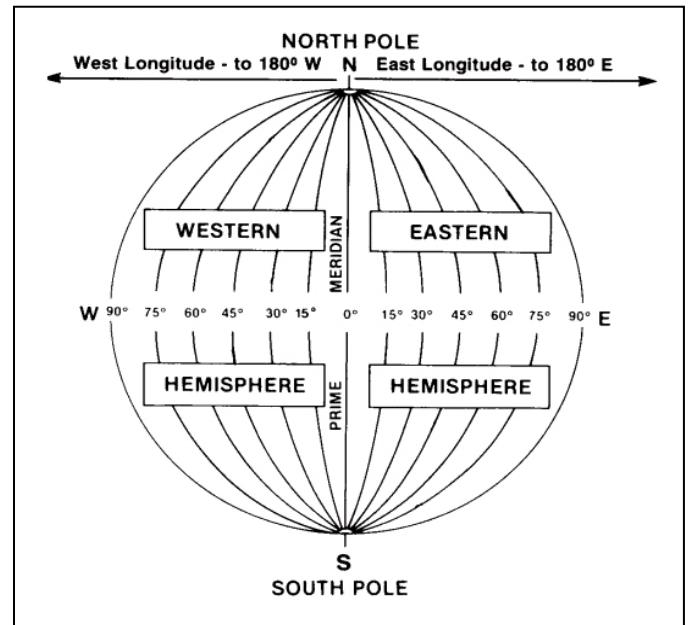 NORTH POLE
West Longitude - to 180º W N East Longitude - to 180º E
WESTERN EASTERN
MERIDIAN
W 90° 75° 60° 45° 30° 15° 0° 15° 30° 45° 60° 75° 90° E
HEMISPHERE HEMISPHERE
PRIME
S
SOUTH POLE